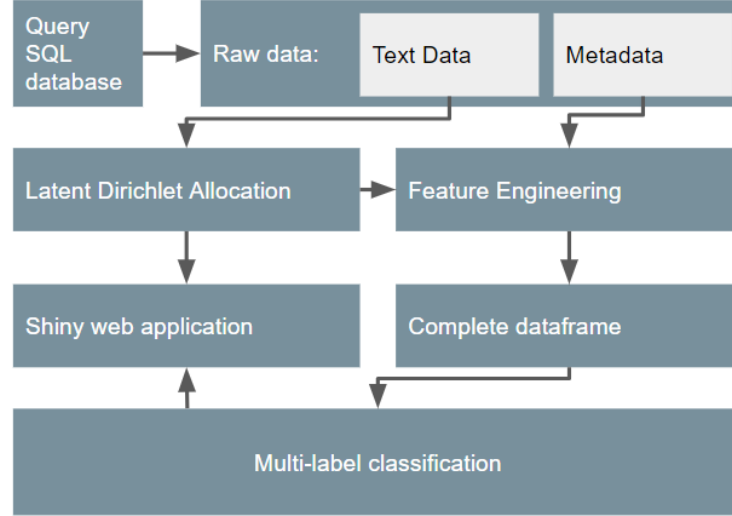 Query
SQL
database
Raw data:
Text Data
Metadata
Latent Dirichlet Allocation
Feature Engineering
Shiny web application
Complete dataframe
Multi-label classification